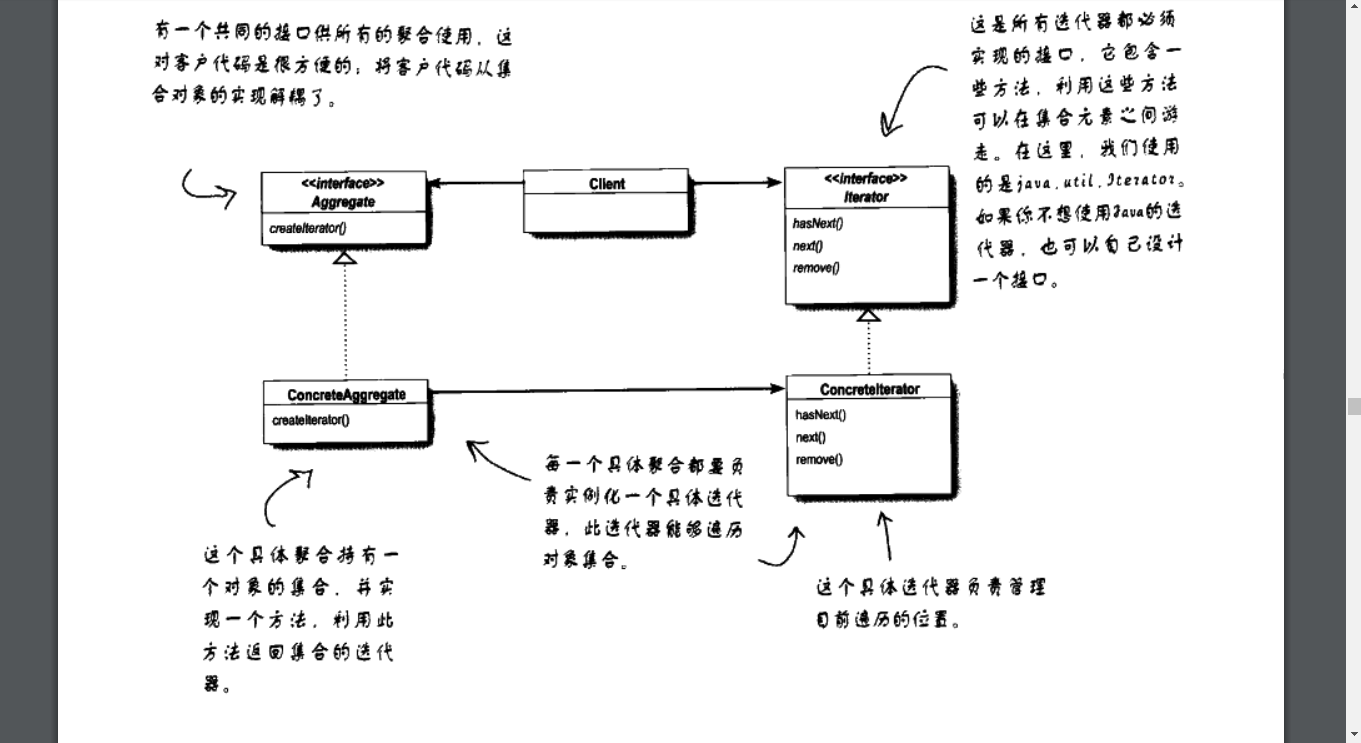 有一个共同的接口供所有的聚合使用，这
对客户代码是很方便的；将客户代码从集
合对象的实现解耦了。
这是所有迭代器都必须
实现的接口，它包含一
些方法，利用这些方法
可以在集合元素之间游
走。在这里，我们使用
的是java.util.Iterator。
如果你不想使用Java的迭
代器，也可以自己设计
一个接口。
<<interface>>
Aggregate
createIterator()
Client
<<interface>>
Iterator
hasNext()
next()
remove()
ConcreteAggregate
createIterator()
ConcreteIterator
hasNext()
next()
remove()
每一个具体聚合都要负
责实例化一个具体迭代
器，此迭代器能够遍历
对象集合。
这个具体聚合持有一
个对象的集合，并实
现一个方法，利用此
方法返回集合的迭代
器。
这个具体迭代器负责管理
目前遍历的位置。